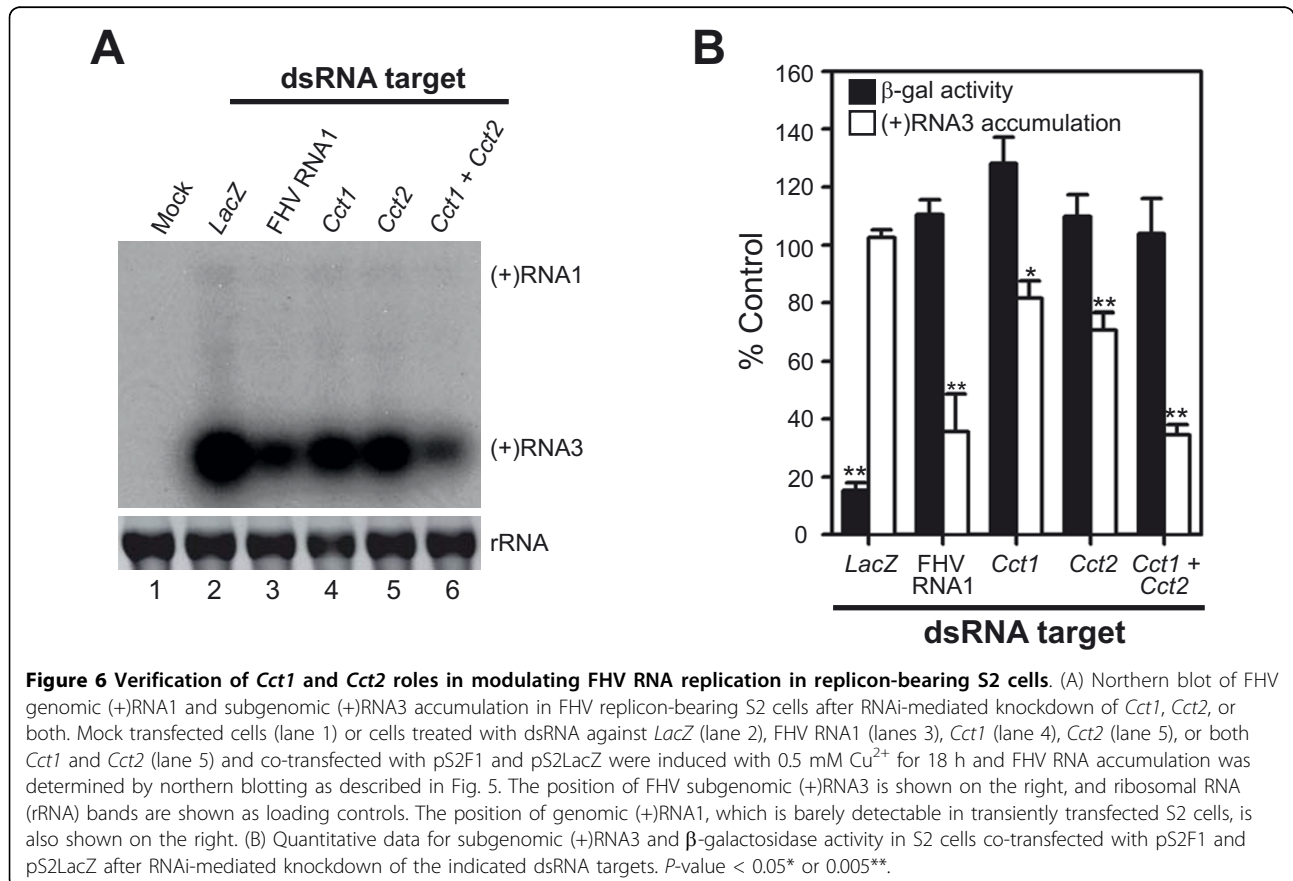 A
dsRNA target
Mock
LacZ
FHV RNA1
Cct1
Cct2
Cct1 + Cct2
(+)RNA1
(+)RNA3
rRNA
1 2 3 4 5 6
B
% Control
160
140
120
100
80
60
40
20
0
β-gal activity
(+)RNA3 accumulation
**
**
*
**
**
LacZ
FHV
RNA1
Cct1
Cct2
Cct1 +
Cct2
dsRNA target
Figure 6 Verification of Cct1 and Cct2 roles in modulating FHV RNA replication in replicon-bearing S2 cells. (A) Northern blot of FHV
genomic (+)RNA1 and subgenomic (+)RNA3 accumulation in FHV replicon-bearing S2 cells after RNAi-mediated knockdown of Cct1, Cct2, or
both. Mock transfected cells (lane 1) or cells treated with dsRNA against LacZ (lane 2), FHV RNA1 (lanes 3), Cct1 (lane 4), Cct2 (lane 5), or both
Cct1 and Cct2 (lane 5) and co-transfected with pS2F1 and pS2LacZ were induced with 0.5 mM Cu²⁺ for 18 h and FHV RNA accumulation was
determined by northern blotting as described in Fig. 5. The position of FHV subgenomic (+)RNA3 is shown on the right, and ribosomal RNA
(rRNA) bands are shown as loading controls. The position of genomic (+)RNA1, which is barely detectable in transiently transfected S2 cells, is
also shown on the right. (B) Quantitative data for subgenomic (+)RNA3 and β-galactosidase activity in S2 cells co-transfected with pS2F1 and
pS2LacZ after RNAi-mediated knockdown of the indicated dsRNA targets. P-value < 0.05* or 0.005**.